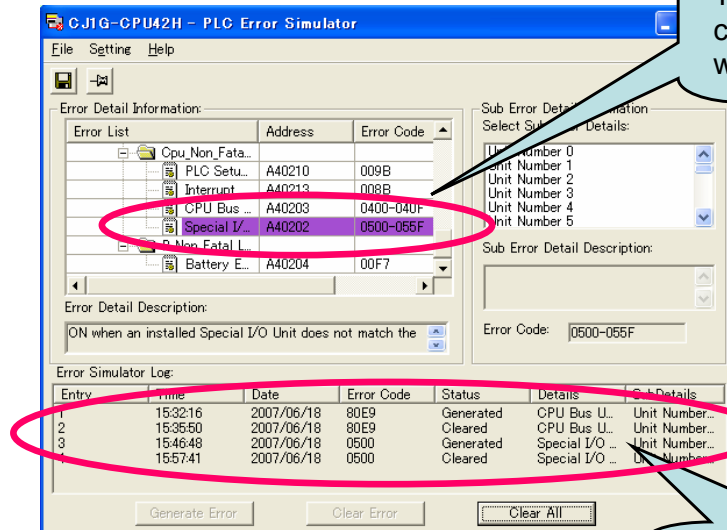 CJ1G-CPU42H - PLC Error Simulator
File Setting Help
Error Detail Information:
Error List Address Error Code
Cpu_Non_Fata...
PLC Setu... A40210 009B
Interrupt A40213 008B
CPU Bus ... A40203 0400-040F
Special I/... A40202 0500-055F
P Non Fatal L...
Battery E... A40204 00F7
Error Detail Description:
ON when an installed Special I/O Unit does not match the
Sub Error Detail Information
Select Sub Error Details:
Unit Number 0
Unit Number 1
Unit Number 2
Unit Number 3
Unit Number 4
Unit Number 5
Sub Error Detail Description:
Error Code: 0500-055F
Error Simulator Log:
Entry Time Date Error Code Status Details SubDetails
1 15:32:16 2007/06/18 80E9 Generated CPU Bus U... Unit Number...
2 15:35:50 2007/06/18 80E9 Cleared CPU Bus U... Unit Number...
3 15:46:48 2007/06/18 0500 Generated Special I/O ... Unit Number...
4 15:57:41 2007/06/18 0500 Cleared Special I/O ... Unit Number...
Generate Error Clear Error Clear All